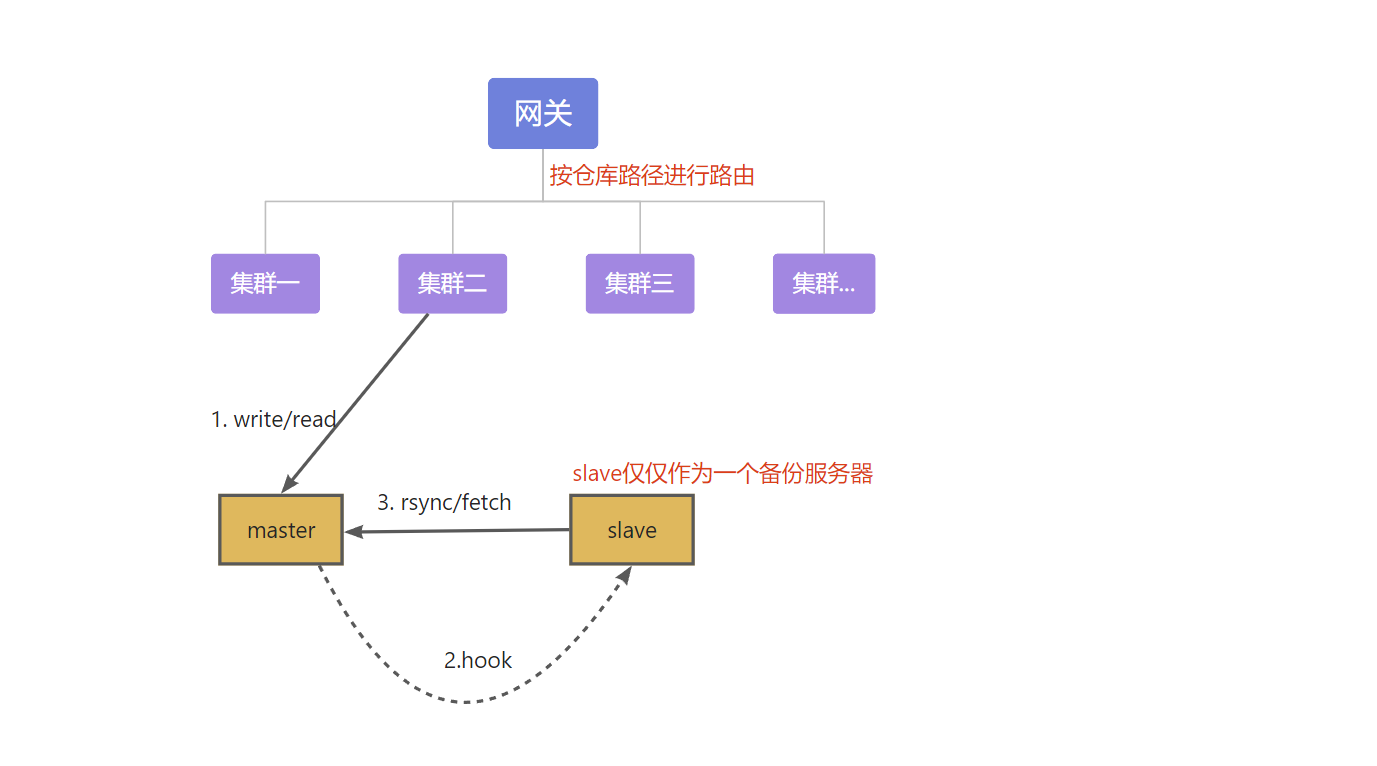 网关
按仓库路径进行路由
集群一
集群二
集群三
集群...
1. write/read
slave仅仅作为一个备份服务器
3. rsync/fetch
master
slave
2.hook